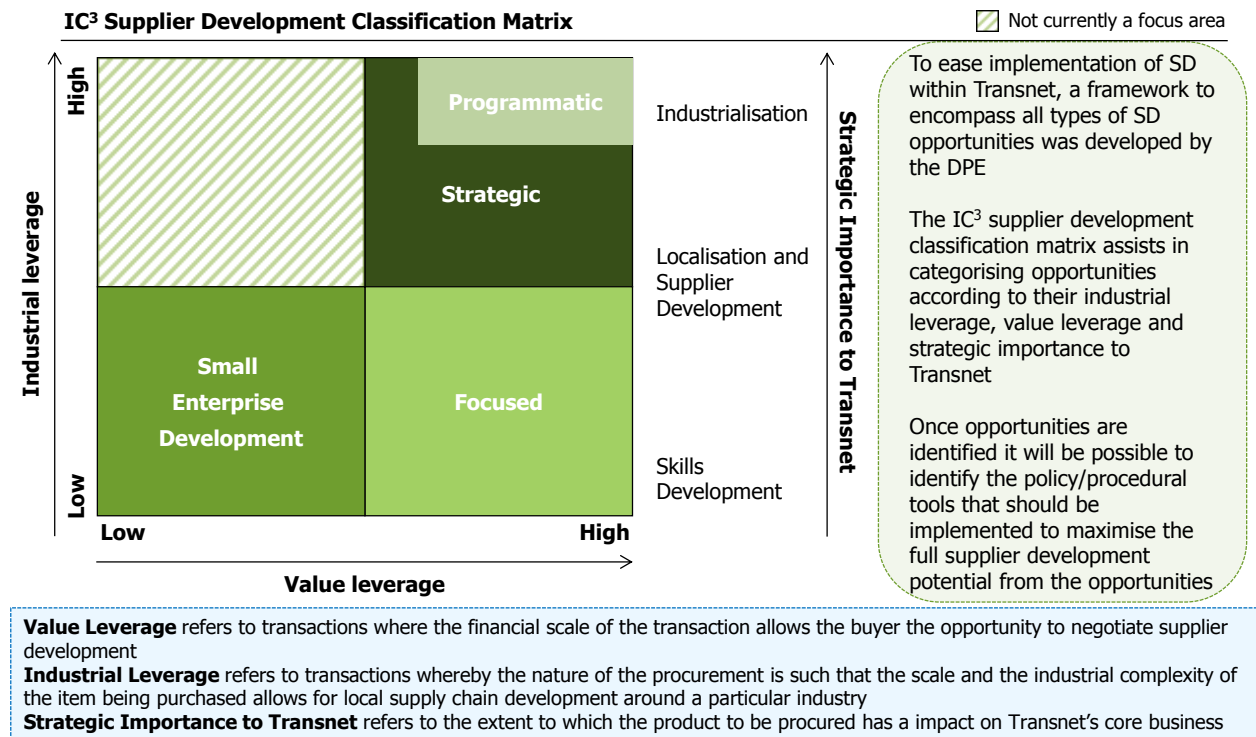 IC³ Supplier Development Classification Matrix
Not currently a focus area
High
Industrial leverage
Low
Programmatic
Strategic
Small
Enterprise
Development
Focused
Low
High
Value leverage
Industrialisation
Localisation and
Supplier
Development
Skills
Development
Strategic Importance to Transnet
To ease implementation of SD
within Transnet, a framework to
encompass all types of SD
opportunities was developed by
the DPE
The IC³ supplier development
classification matrix assists in
categorising opportunities
according to their industrial
leverage, value leverage and
strategic importance to
Transnet
Once opportunities are
identified it will be possible to
identify the policy/procedural
tools that should be
implemented to maximise the
full supplier development
potential from the opportunities
Value Leverage refers to transactions where the financial scale of the transaction allows the buyer the opportunity to negotiate supplier
development
Industrial Leverage refers to transactions whereby the nature of the procurement is such that the scale and the industrial complexity of
the item being purchased allows for local supply chain development around a particular industry
Strategic Importance to Transnet refers to the extent to which the product to be procured has a impact on Transnet's core business